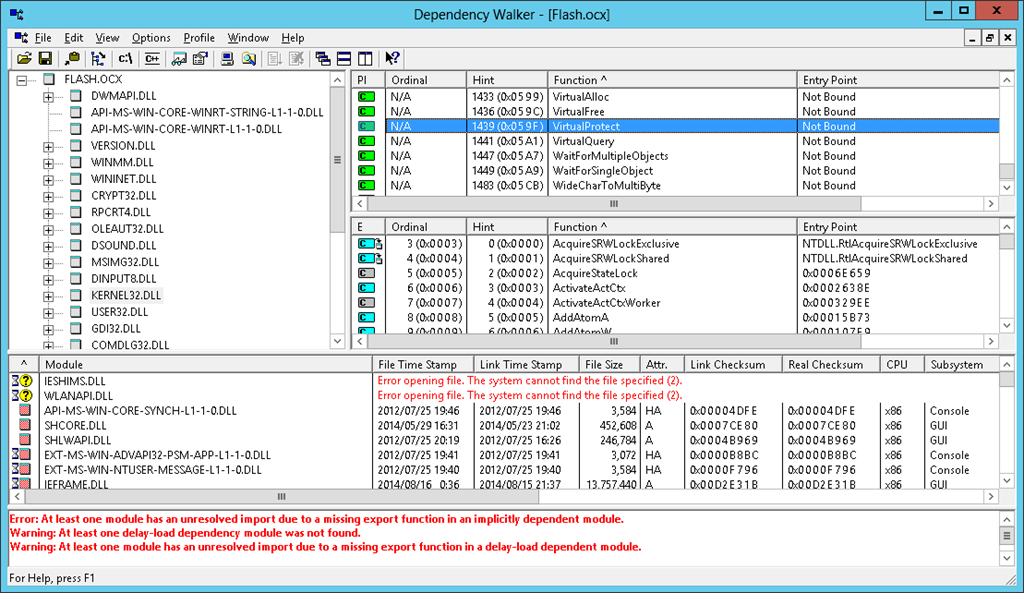 Dependency Walker - [Flash.ocx]
File Edit View Options Profile Window Help
c:\ C++
FLASH.OCX
DWMAPI.DLL
API-MS-WIN-CORE-WINRT-STRING-L1-1-0.DLL
API-MS-WIN-CORE-WINRT-L1-1-0.DLL
VERSION.DLL
WINMM.DLL
WININET.DLL
CRYPT32.DLL
RPCRT4.DLL
OLEAUT32.DLL
DSOUND.DLL
MSIMG32.DLL
DINPUT8.DLL
KERNEL32.DLL
USER32.DLL
GDI32.DLL
COMDLG32.DLL
PI Ordinal Hint Function ^ Entry Point
C N/A 1433 (0x0599) VirtualAlloc Not Bound
C N/A 1436 (0x059C) VirtualFree Not Bound
C N/A 1439 (0x059F) VirtualProtect Not Bound
C N/A 1441 (0x05A1) VirtualQuery Not Bound
C N/A 1447 (0x05A7) WaitForMultipleObjects Not Bound
C N/A 1449 (0x05A9) WaitForSingleObject Not Bound
C N/A 1483 (0x05CB) WideCharToMultiByte Not Bound
E Ordinal Hint Function ^ Entry Point
C 3 (0x0003) 0 (0x0000) AcquireSRWLockExclusive NTDLL.RtlAcquireSRWLockExclusive
C 4 (0x0004) 1 (0x0001) AcquireSRWLockShared NTDLL.RtlAcquireSRWLockShared
C 5 (0x0005) 2 (0x0002) AcquireStateLock 0x0006E659
C 6 (0x0006) 3 (0x0003) ActivateActCtx 0x0002638E
C 7 (0x0007) 4 (0x0004) ActivateActCtxWorker 0x000329EE
C 8 (0x0008) 5 (0x0005) AddAtomA 0x00015B73
C 9 (0x0009) 6 (0x0006) AddAtomW 0x000107F9
^ Module File Time Stamp Link Time Stamp File Size Attr. Link Checksum Real Checksum CPU Subsystem
? IESHIMS.DLL Error opening file. The system cannot find the file specified (2).
? WLANAPI.DLL Error opening file. The system cannot find the file specified (2).
API-MS-WIN-CORE-SYNCH-L1-1-0.DLL 2012/07/25 19:46 2012/07/25 19:46 3,584 HA 0x00004DFE 0x00004DFE x86 Console
SHCORE.DLL 2014/05/29 16:31 2014/05/23 21:02 452,608 A 0x0007CE80 0x0007CE80 x86 GUI
SHLWAPI.DLL 2012/07/25 20:19 2012/07/25 16:26 246,784 A 0x0004B969 0x0004B969 x86 GUI
EXT-MS-WIN-ADVAPI32-PSM-APP-L1-1-0.DLL 2012/07/25 19:41 2012/07/25 19:41 3,072 HA 0x0000B8BC 0x0000B8BC x86 Console
EXT-MS-WIN-NTUSER-MESSAGE-L1-1-0.DLL 2012/07/25 19:40 2012/07/25 19:40 3,584 HA 0x0000F796 0x0000F796 x86 Console
IEFRAME.DLL 2014/08/16 0:36 2014/08/15 21:37 13,757,440 A 0x00D2E31B 0x00D2E31B x86 GUI
Error: At least one module has an unresolved import due to a missing export function in an implicitly dependent module.
Warning: At least one delay-load dependency module was not found.
Warning: At least one module has an unresolved import due to a missing export function in a delay-load dependent module.
For Help, press F1